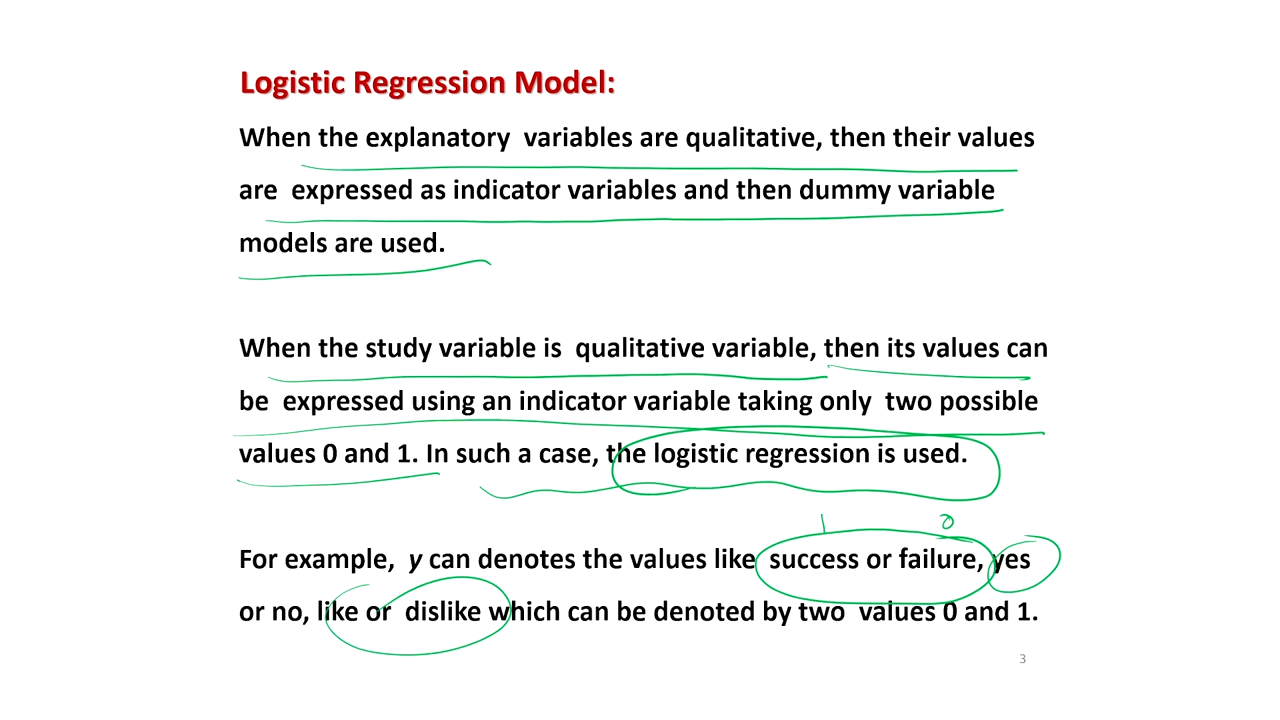 Logistic Regression Model:
When the explanatory variables are qualitative, then their values
are expressed as indicator variables and then dummy variable
models are used.
When the study variable is qualitative variable, then its values can
be expressed using an indicator variable taking only two possible
values 0 and 1. In such a case, the logistic regression is used.
1 0
For example, y can denotes the values like success or failure, yes
or no, like or dislike which can be denoted by two values 0 and 1.
3